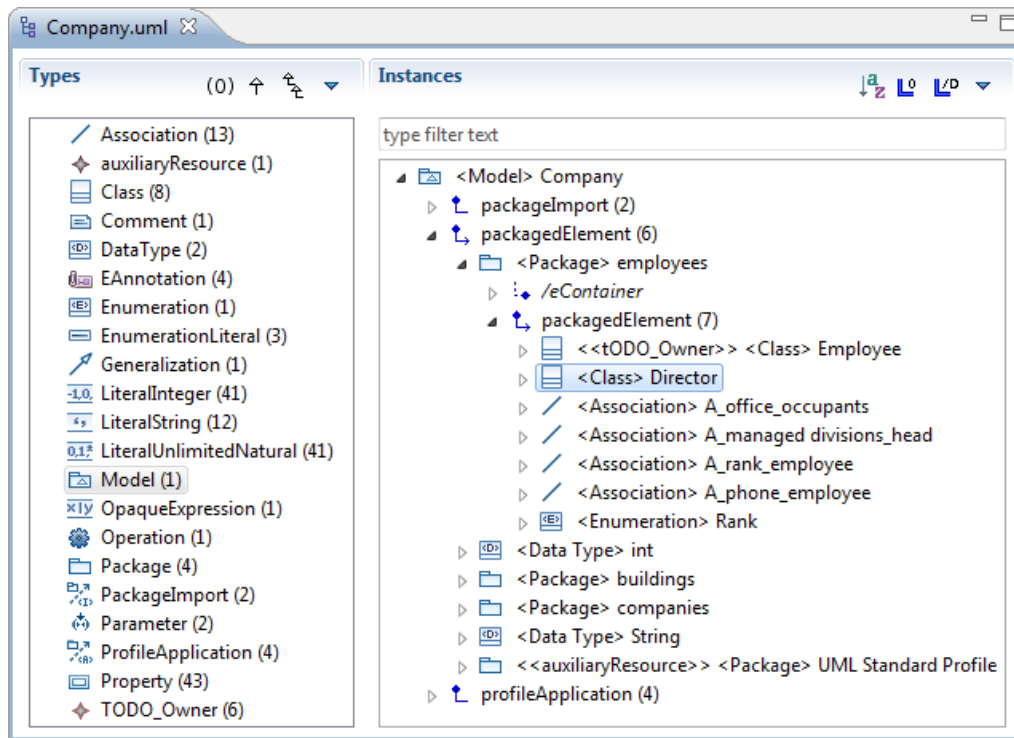 Company.uml
Types
(0)
Association (13)
auxiliaryResource (1)
Class (8)
Comment (1)
DataType (2)
EAnnotation (4)
Enumeration (1)
EnumerationLiteral (3)
Generalization (1)
LiteralInteger (41)
LiteralString (12)
LiteralUnlimitedNatural (41)
Model (1)
OpaqueExpression (1)
Operation (1)
Package (4)
PackageImport (2)
Parameter (2)
ProfileApplication (4)
Property (43)
TODO_Owner (6)
Instances
type filter text
<Model> Company
packageImport (2)
packagedElement (6)
<Package> employees
/eContainer
packagedElement (7)
<<tODO_Owner>> <Class> Employee
<Class> Director
<Association> A_office_occupants
<Association> A_managed divisions_head
<Association> A_rank_employee
<Association> A_phone_employee
<Enumeration> Rank
<Data Type> int
<Package> buildings
<Package> companies
<Data Type> String
<<auxiliaryResource>> <Package> UML Standard Profile
profileApplication (4)